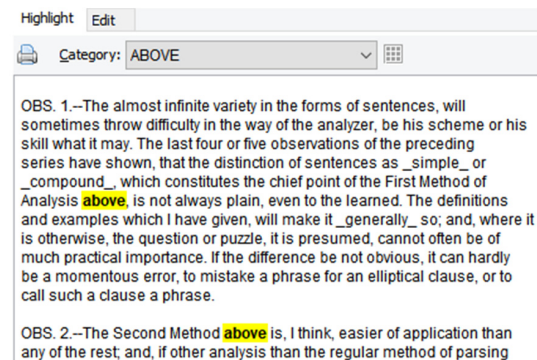 Highlight Edit
Category: ABOVE
OBS. 1.--The almost infinite variety in the forms of sentences, will
sometimes throw difficulty in the way of the analyzer, be his scheme or his
skill what it may. The last four or five observations of the preceding
series have shown, that the distinction of sentences as _simple_ or
_compound_, which constitutes the chief point of the First Method of
Analysis above, is not always plain, even to the learned. The definitions
and examples which I have given, will make it _generally_ so; and, where it
is otherwise, the question or puzzle, it is presumed, cannot often be of
much practical importance. If the difference be not obvious, it can hardly
be a momentous error, to mistake a phrase for an elliptical clause, or to
call such a clause a phrase.
OBS. 2.--The Second Method above is, I think, easier of application than
any of the rest; and, if other analysis than the regular method of parsing